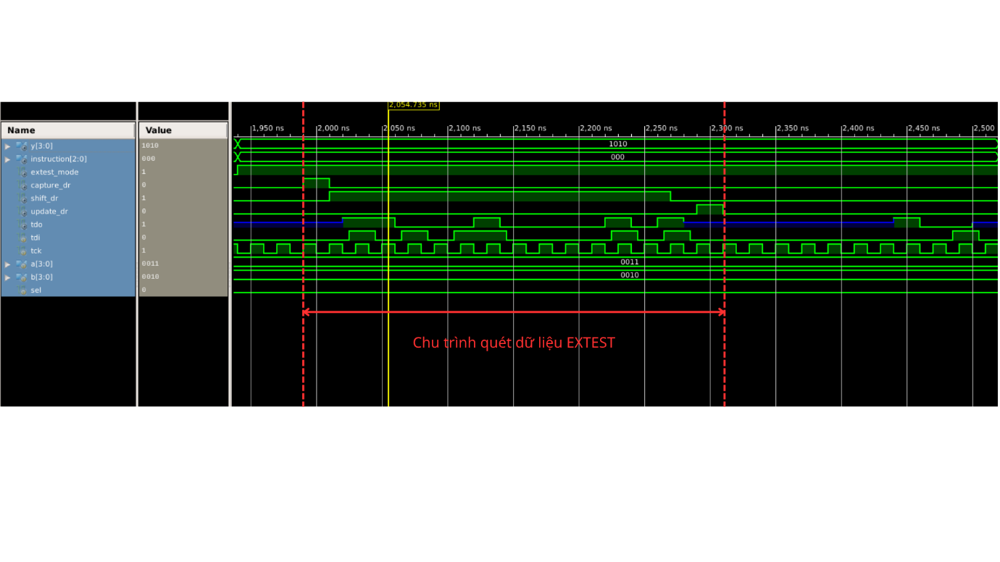 2,054.735 ns
Name Value 1,950 ns 2,000 ns 2,050 ns 2,100 ns 2,150 ns 2,200 ns 2,250 ns 2,300 ns 2,350 ns 2,400 ns 2,450 ns 2,500
y[3:0] 1010 1010
instruction[2:0] 000 000
extest_mode 1
capture_dr 0
shift_dr 1
update_dr 0
tdo 1
tdi 0
tck 1
a[3:0] 0011 0011
b[3:0] 0010 0010
sel 0
Chu trình quét dữ liệu EXTEST